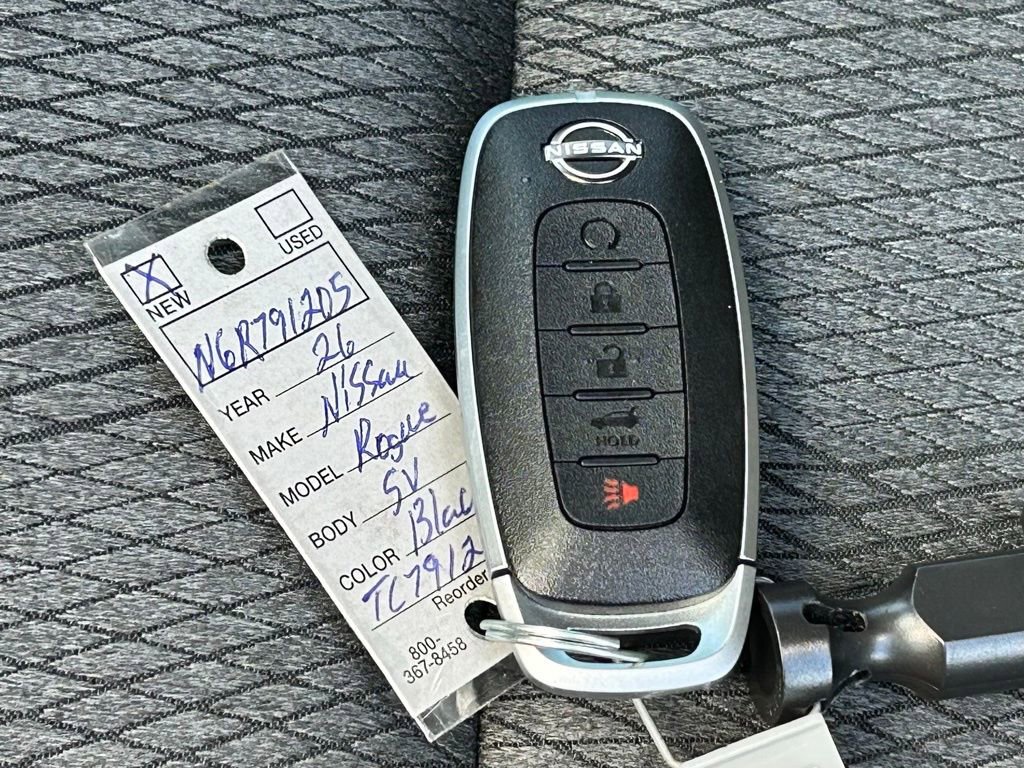 NEW
USED
N6R791205
YEAR 26
MAKE Nissan
MODEL Rogue
BODY SV
COLOR Blac
TC7912
Reorder
800-
367-8458
NISSAN
HOLD